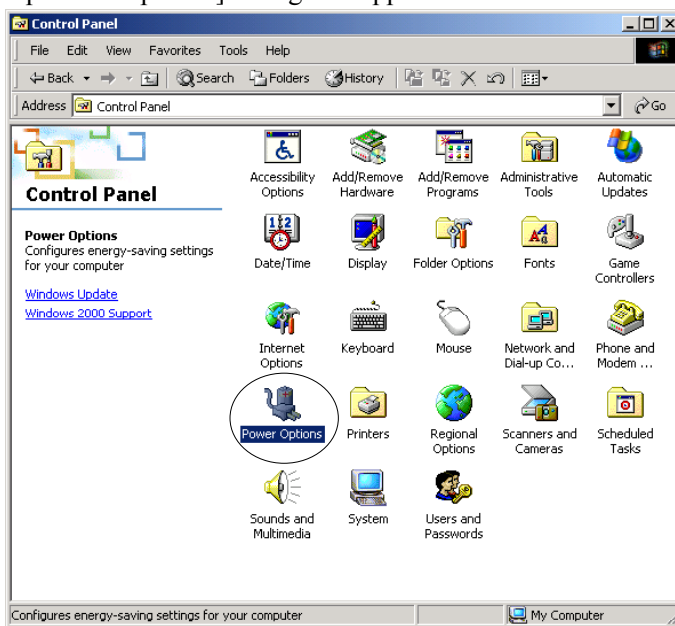 Control Panel
File Edit View Favorites Tools Help
Back Search Folders History
Address Control Panel Go
Control Panel
Power Options
Configures energy-saving settings
for your computer
Windows Update
Windows 2000 Support
Accessibility
Options
Add/Remove
Hardware
Add/Remove
Programs
Administrative
Tools
Automatic
Updates
Date/Time
Display
Folder Options
Fonts
Game
Controllers
Internet
Options
Keyboard
Mouse
Network and
Dial-up Co...
Phone and
Modem ...
Power Options
Printers
Regional
Options
Scanners and
Cameras
Scheduled
Tasks
Sounds and
Multimedia
System
Users and
Passwords
Configures energy-saving settings for your computer
My Computer